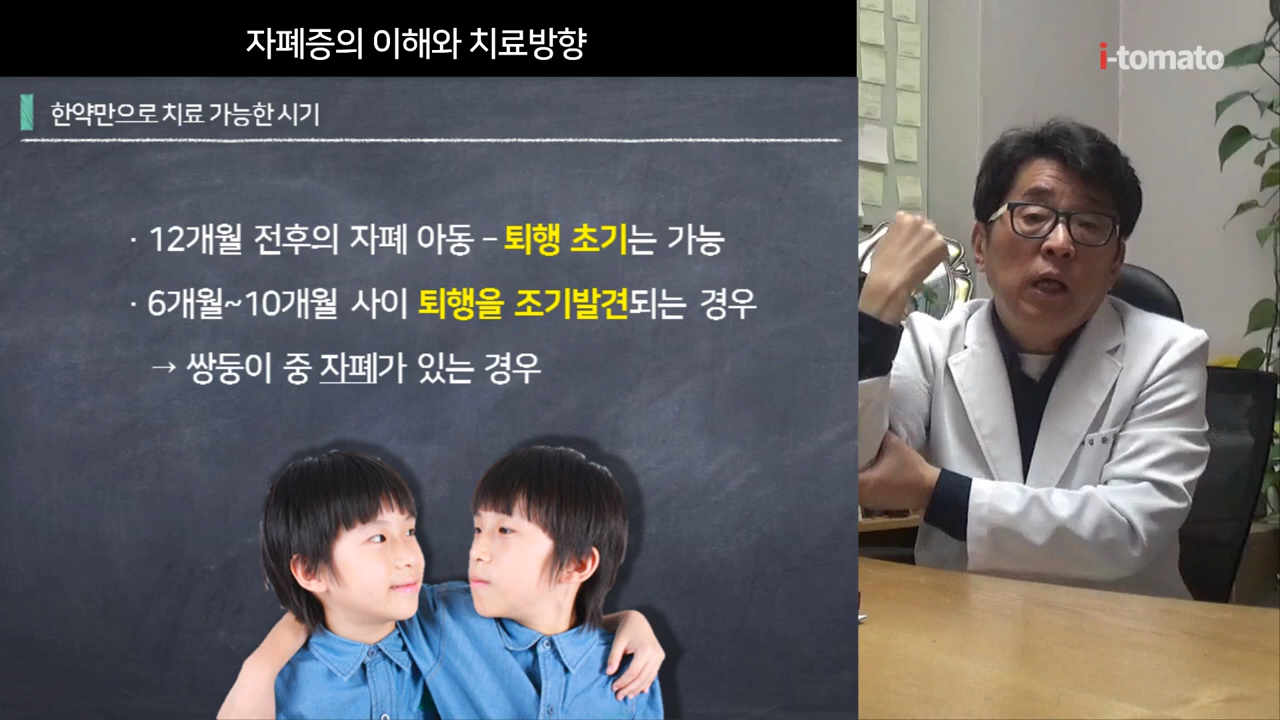 자폐증의 이해와 치료방향
i-tomato
한약만으로 치료 가능한 시기
· 12개월 전후의 자폐 아동 – 퇴행 초기는 가능
· 6개월~10개월 사이 퇴행을 조기발견되는 경우
→ 쌍둥이 중 자폐가 있는 경우